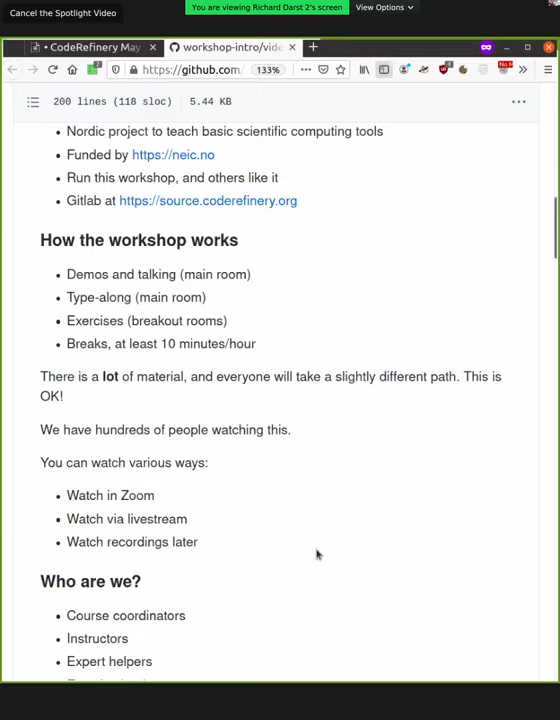 Cancel the Spotlight Video
You are viewing Richard Darst 2's screen
View Options
• CodeRefinery May
workshop-intro/vide
https://github.com/
133%
200 lines (118 sloc)
5.44 KB
• Nordic project to teach basic scientific computing tools
• Funded by https://neic.no
• Run this workshop, and others like it
• Gitlab at https://source.coderefinery.org
How the workshop works
• Demos and talking (main room)
• Type-along (main room)
• Exercises (breakout rooms)
• Breaks, at least 10 minutes/hour
There is a lot of material, and everyone will take a slightly different path. This is
OK!
We have hundreds of people watching this.
You can watch various ways:
• Watch in Zoom
• Watch via livestream
• Watch recordings later
Who are we?
• Course coordinators
• Instructors
• Expert helpers